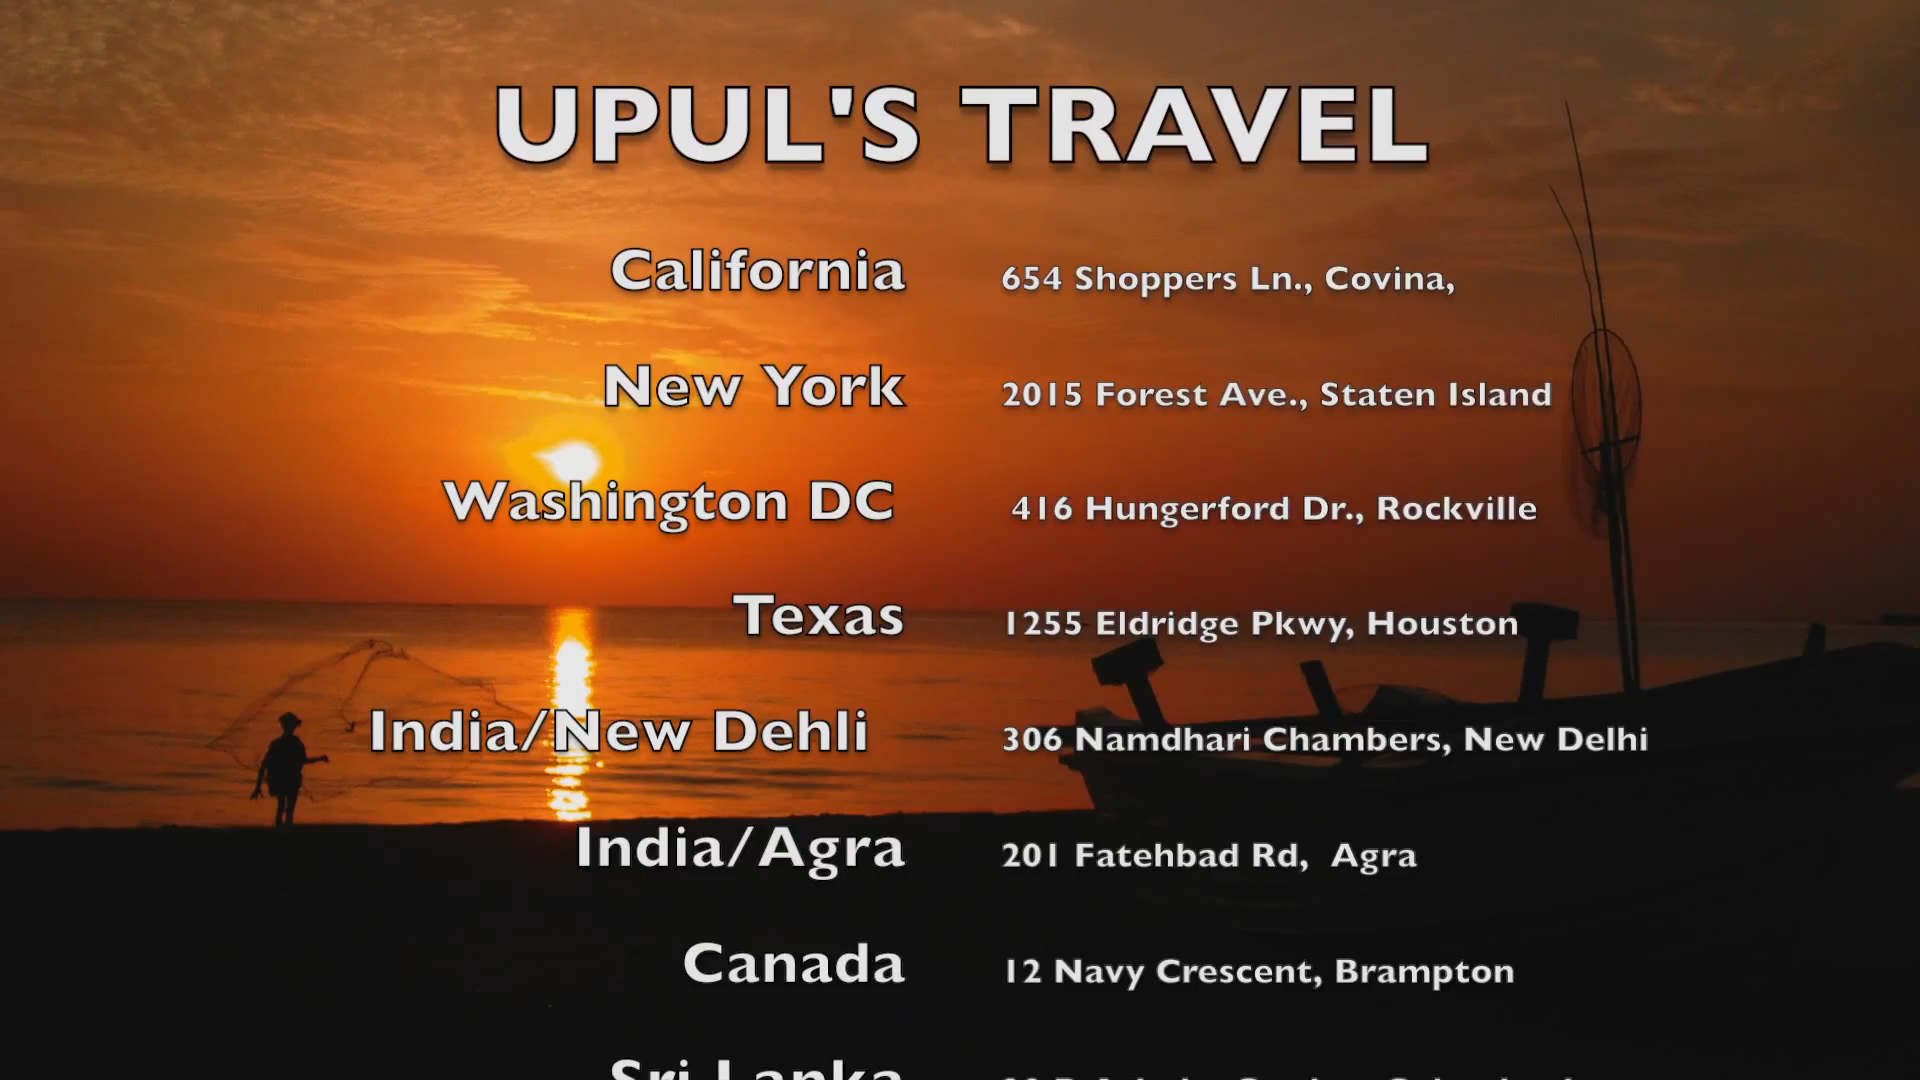 UPUL'S TRAVEL
California 654 Shoppers Ln., Covina,
New York 2015 Forest Ave., Staten Island
Washington DC 416 Hungerford Dr., Rockville
Texas 1255 Eldridge Pkwy, Houston
India/New Dehli 306 Namdhari Chambers, New Delhi
India/Agra 201 Fatehbad Rd, Agra
Canada 12 Navy Crescent, Brampton
Sri Lanka